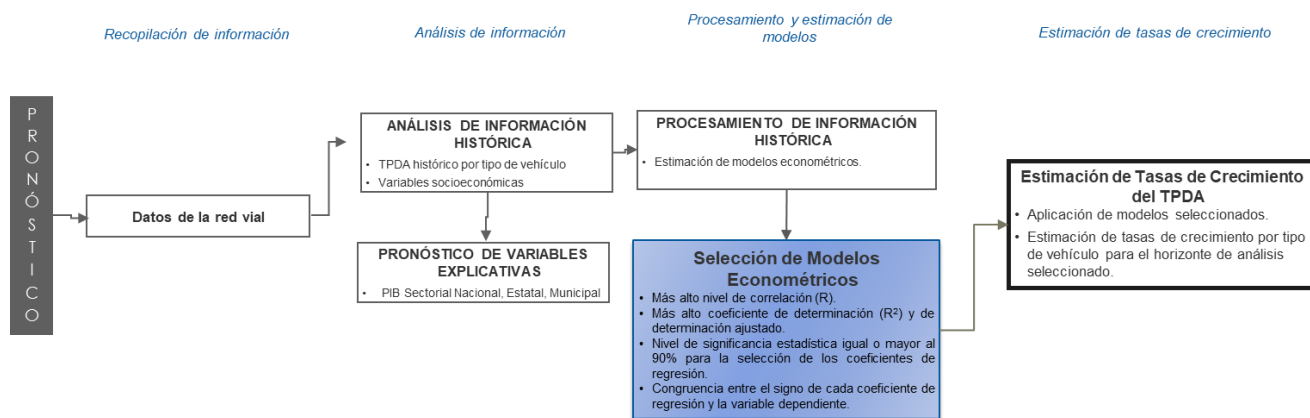 Recopilación de información
Análisis de información
Procesamiento y estimación de
modelos
Estimación de tasas de crecimiento
PRONÓSTICO
Datos de la red vial
ANÁLISIS DE INFORMACIÓN
HISTÓRICA
• TPDA histórico por tipo de vehículo
• Variables socioeconómicas
PRONÓSTICO DE VARIABLES
EXPLICATIVAS
• PIB Sectorial Nacional, Estatal, Municipal
PROCESAMIENTO DE INFORMACIÓN
HISTÓRICA
• Estimación de modelos econométricos.
Selección de Modelos
Econométricos
• Más alto nivel de correlación (R).
• Más alto coeficiente de determinación (R²) y de
determinación ajustado.
• Nivel de significancia estadística igual o mayor al
90% para la selección de los coeficientes de
regresión.
• Congruencia entre el signo de cada coeficiente de
regresión y la variable dependiente.
Estimación de Tasas de Crecimiento
del TPDA
• Aplicación de modelos seleccionados.
• Estimación de tasas de crecimiento por tipo
de vehículo para el horizonte de análisis
seleccionado.